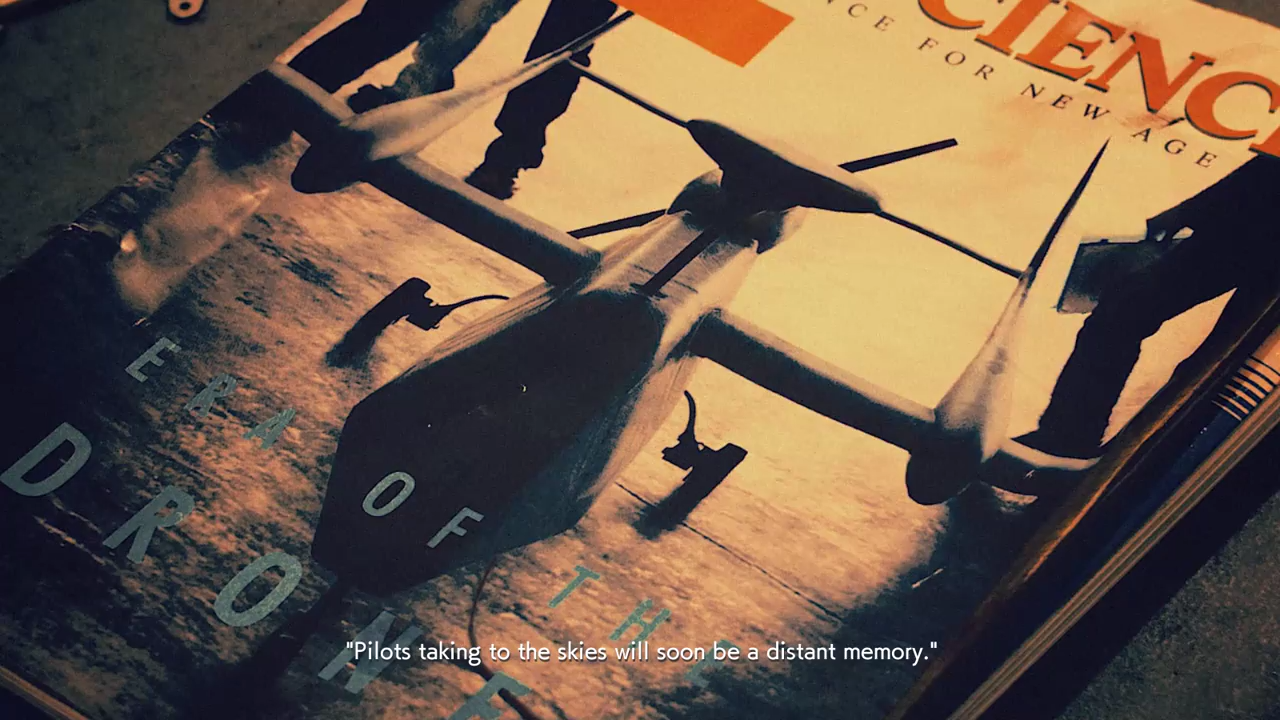 CIENC
NCE FOR NEW AGE
ERA OF THE
DRONE
"Pilots taking to the skies will soon be a distant memory."